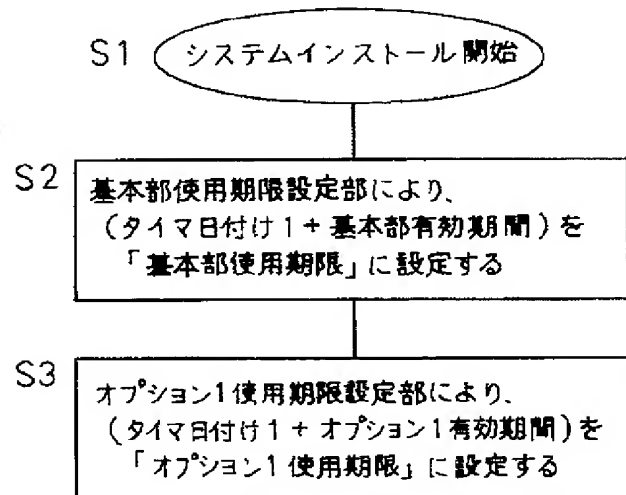 S1 システムインストール開始
S2 基本部使用期限設定部により、
(タイマ日付け1+基本部有効期間)を
「基本部使用期限」に設定する
S3 オプション1使用期限設定部により、
(タイマ日付け1+オプション1有効期間)を
「オプション1使用期限」に設定する